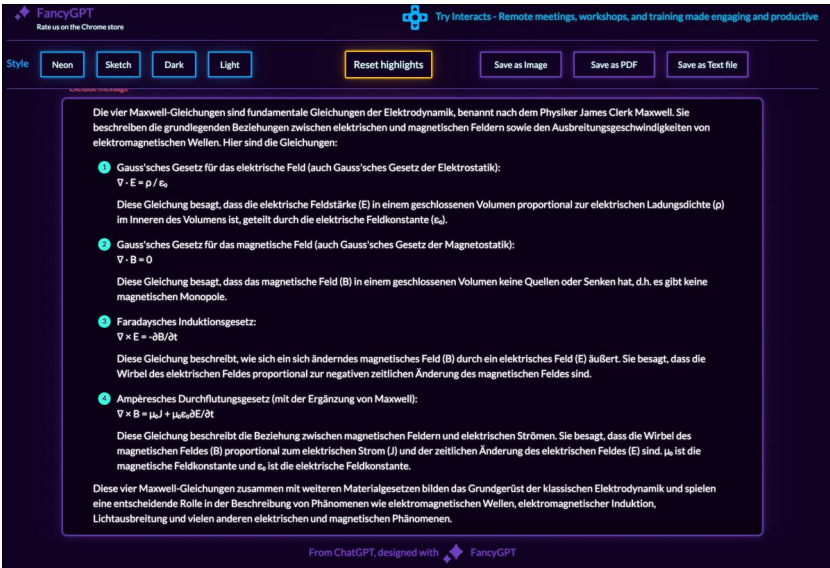 FancyGPT
Rate us on the Chrome store
Try Interacts - Remote meetings, workshops, and training made engaging and productive
Style
Neon
Sketch
Dark
Light
Reset highlights
Save as Image
Save as PDF
Save as Text file
Exclude message
Die vier Maxwell-Gleichungen sind fundamentale Gleichungen der Elektrodynamik, benannt nach dem Physiker James Clerk Maxwell. Sie
beschreiben die grundlegenden Beziehungen zwischen elektrischen und magnetischen Feldern sowie den Ausbreitungsgeschwindigkeiten von
elektromagnetischen Wellen. Hier sind die Gleichungen:
1 Gauss'sches Gesetz für das elektrische Feld (auch Gauss'sches Gesetz der Elektrostatik):
∇ · E = ρ / ε₀
Diese Gleichung besagt, dass die elektrische Feldstärke (E) in einem geschlossenen Volumen proportional zur elektrischen Ladungsdichte (ρ)
im Inneren des Volumens ist, geteilt durch die elektrische Feldkonstante (ε₀).
2 Gauss'sches Gesetz für das magnetische Feld (auch Gauss'sches Gesetz der Magnetostatik):
∇ · B = 0
Diese Gleichung besagt, dass das magnetische Feld (B) in einem geschlossenen Volumen keine Quellen oder Senken hat, d.h. es gibt keine
magnetischen Monopole.
3 Faradaysches Induktionsgesetz:
∇ × E = -∂B/∂t
Diese Gleichung beschreibt, wie sich ein sich änderndes magnetisches Feld (B) durch ein elektrisches Feld (E) äußert. Sie besagt, dass die
Wirbel des elektrischen Feldes proportional zur negativen zeitlichen Änderung des magnetischen Feldes sind.
4 Ampèresches Durchflutungsgesetz (mit der Ergänzung von Maxwell):
∇ × B = μ₀J + μ₀ε₀∂E/∂t
Diese Gleichung beschreibt die Beziehung zwischen magnetischen Feldern und elektrischen Strömen. Sie besagt, dass die Wirbel des
magnetischen Feldes (B) proportional zum elektrischen Strom (J) und der zeitlichen Änderung des elektrischen Feldes (E) sind. μ₀ ist die
magnetische Feldkonstante und ε₀ ist die elektrische Feldkonstante.
Diese vier Maxwell-Gleichungen zusammen mit weiteren Materialgesetzen bilden das Grundgerüst der klassischen Elektrodynamik und spielen
eine entscheidende Rolle in der Beschreibung von Phänomenen wie elektromagnetischen Wellen, elektromagnetischer Induktion,
Lichtausbreitung und vielen anderen elektrischen und magnetischen Phänomenen.
From ChatGPT, designed with FancyGPT